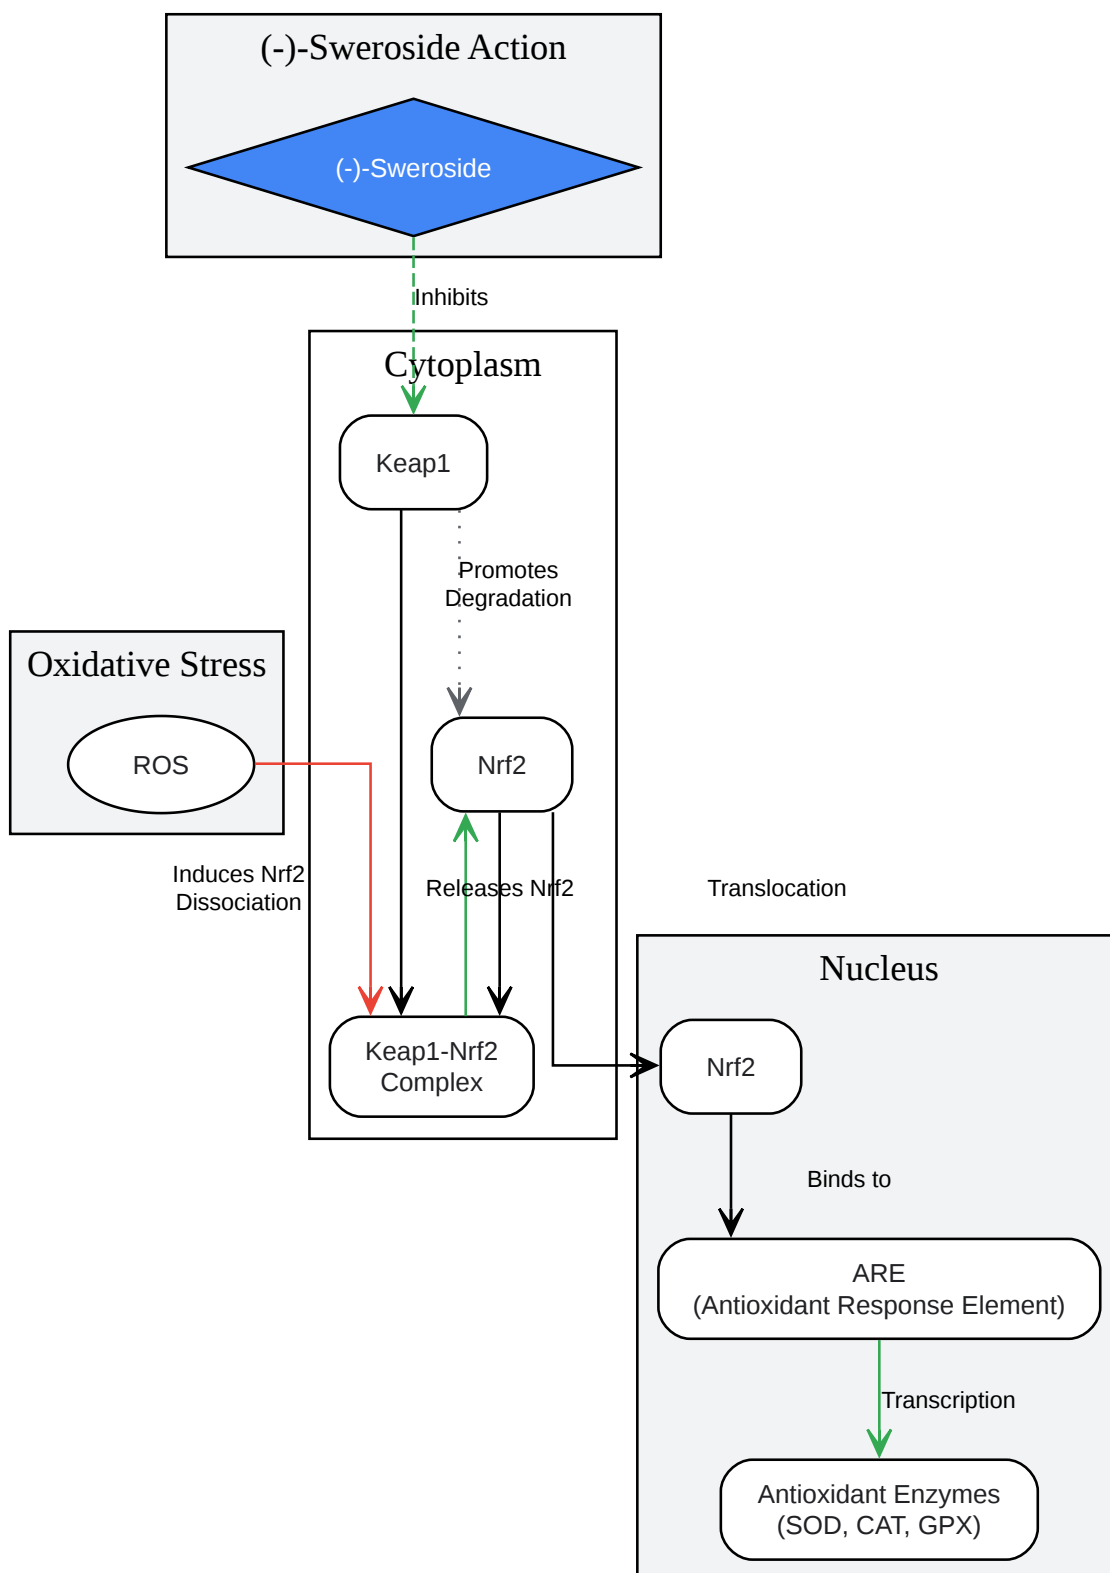 (-)-Sweroside Action
(-)-Sweroside
Inhibits
Cytoplasm
Keap1
Promotes
Degradation
Oxidative Stress
ROS
Nrf2
Induces Nrf2
Dissociation
Releases Nrf2
Translocation
Nucleus
Keap1-Nrf2
Complex
Nrf2
Binds to
ARE
(Antioxidant Response Element)
Transcription
Antioxidant Enzymes
(SOD, CAT, GPX)